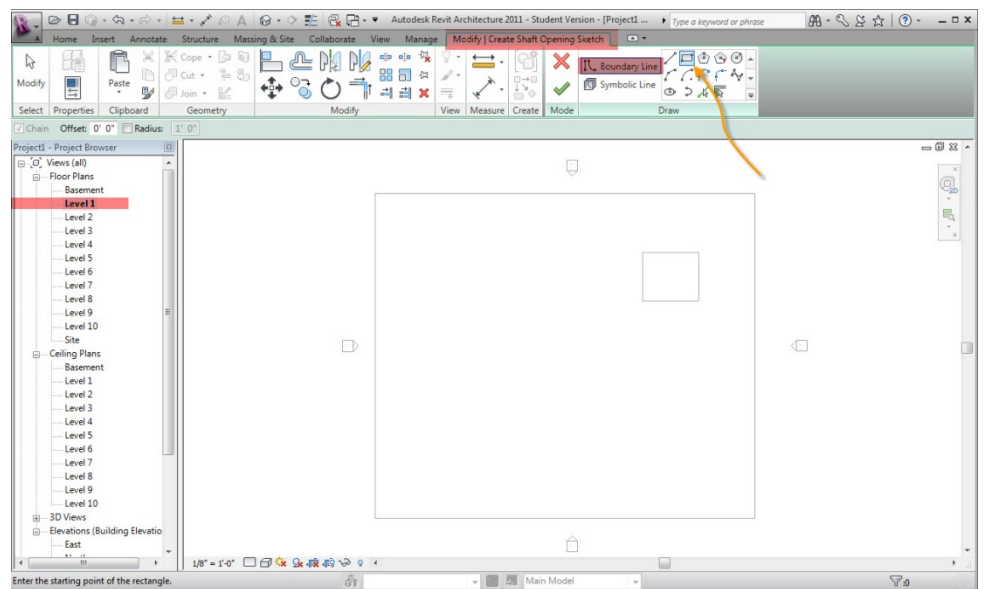 Autodesk Revit Architecture 2011 - Student Version - [Project1 ... Type a keyword or phrase
Home Insert Annotate Structure Massing & Site Collaborate View Manage Modify | Create Shaft Opening Sketch
Modify Paste Cope Cut Join Boundary Line Symbolic Line
Select Properties Clipboard Geometry Modify View Measure Create Mode Draw
Chain Offset: 0' 0" Radius: 1' 0"
Project1 - Project Browser
Views (all)
Floor Plans
Basement
Level 1
Level 2
Level 3
Level 4
Level 5
Level 6
Level 7
Level 8
Level 9
Level 10
Site
Ceiling Plans
Basement
Level 1
Level 2
Level 3
Level 4
Level 5
Level 6
Level 7
Level 8
Level 9
Level 10
3D Views
Elevations (Building Elevatio
East
1/8" = 1'-0"
Enter the starting point of the rectangle. Main Model :0